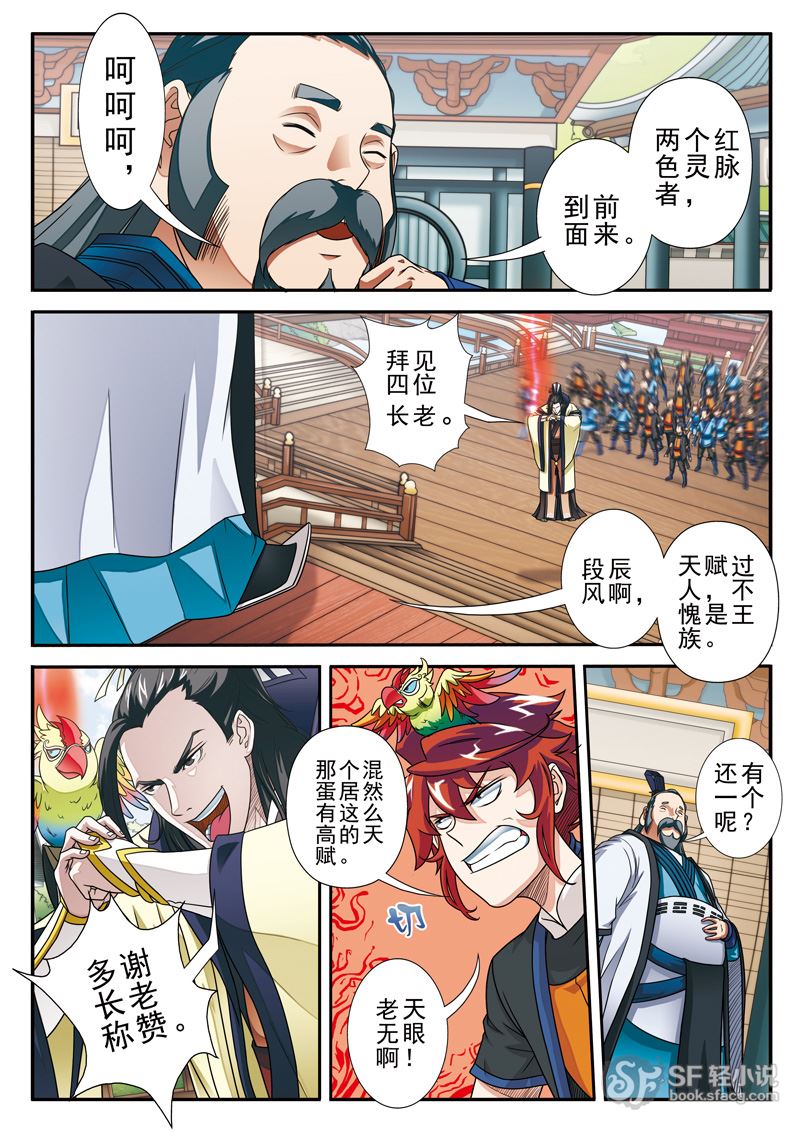 呵呵呵,
两个红
色灵脉
者,
到前
面来。
拜见
四位
长老。
段辰
风啊,
天赋过
人,不
愧是王
族。
多谢
长老
称赞。
那个混
蛋居然
有这么
高的天
赋。
切
老天
无眼
啊!
还有
一个
呢?
SF 轻小说
book.sfacg.com